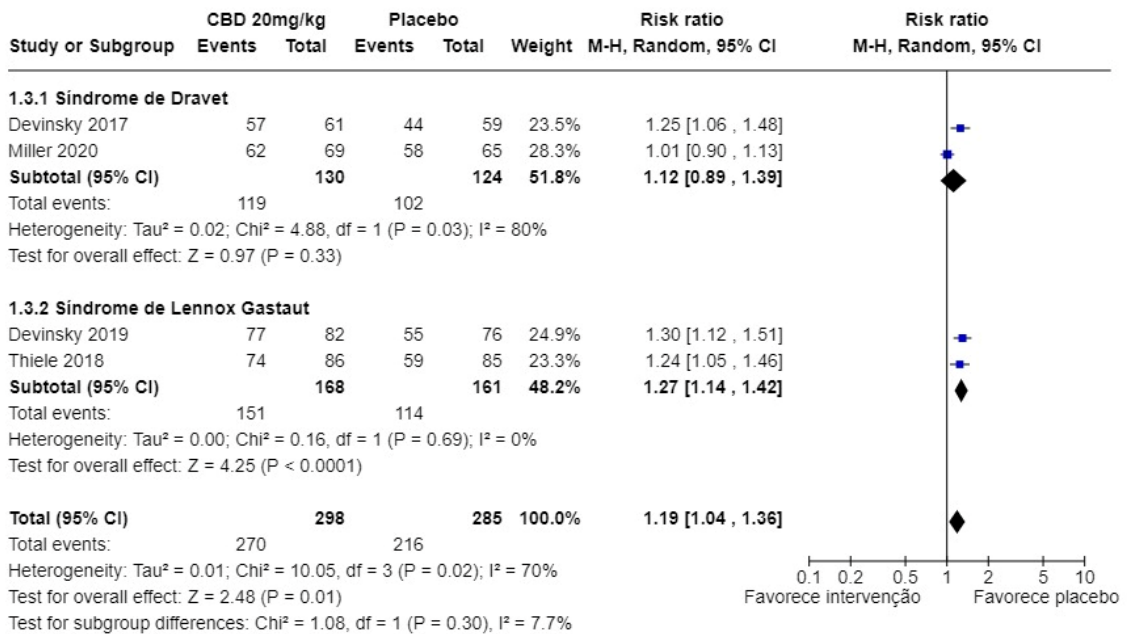 CBD 20mg/kg Placebo Risk ratio Risk ratio
Study or Subgroup Events Total Events Total Weight M-H, Random, 95% CI M-H, Random, 95% CI
1.3.1 Síndrome de Dravet
Devinsky 2017 57 61 44 59 23.5% 1.25 [1.06 , 1.48]
Miller 2020 62 69 58 65 28.3% 1.01 [0.90 , 1.13]
Subtotal (95% CI) 130 124 51.8% 1.12 [0.89 , 1.39]
Total events: 119 102
Heterogeneity: Tau² = 0.02; Chi² = 4.88, df = 1 (P = 0.03); I² = 80%
Test for overall effect: Z = 0.97 (P = 0.33)
1.3.2 Síndrome de Lennox Gastaut
Devinsky 2019 77 82 55 76 24.9% 1.30 [1.12 , 1.51]
Thiele 2018 74 86 59 85 23.3% 1.24 [1.05 , 1.46]
Subtotal (95% CI) 168 161 48.2% 1.27 [1.14 , 1.42]
Total events: 151 114
Heterogeneity: Tau² = 0.00; Chi² = 0.16, df = 1 (P = 0.69); I² = 0%
Test for overall effect: Z = 4.25 (P < 0.0001)
Total (95% CI) 298 285 100.0% 1.19 [1.04 , 1.36]
Total events: 270 216
Heterogeneity: Tau² = 0.01; Chi² = 10.05, df = 3 (P = 0.02); I² = 70%
Test for overall effect: Z = 2.48 (P = 0.01)
Test for subgroup differences: Chi² = 1.08, df = 1 (P = 0.30), I² = 7.7%
0.1 0.2 0.5 1 2 5 10
Favorece intervenção Favorece placebo